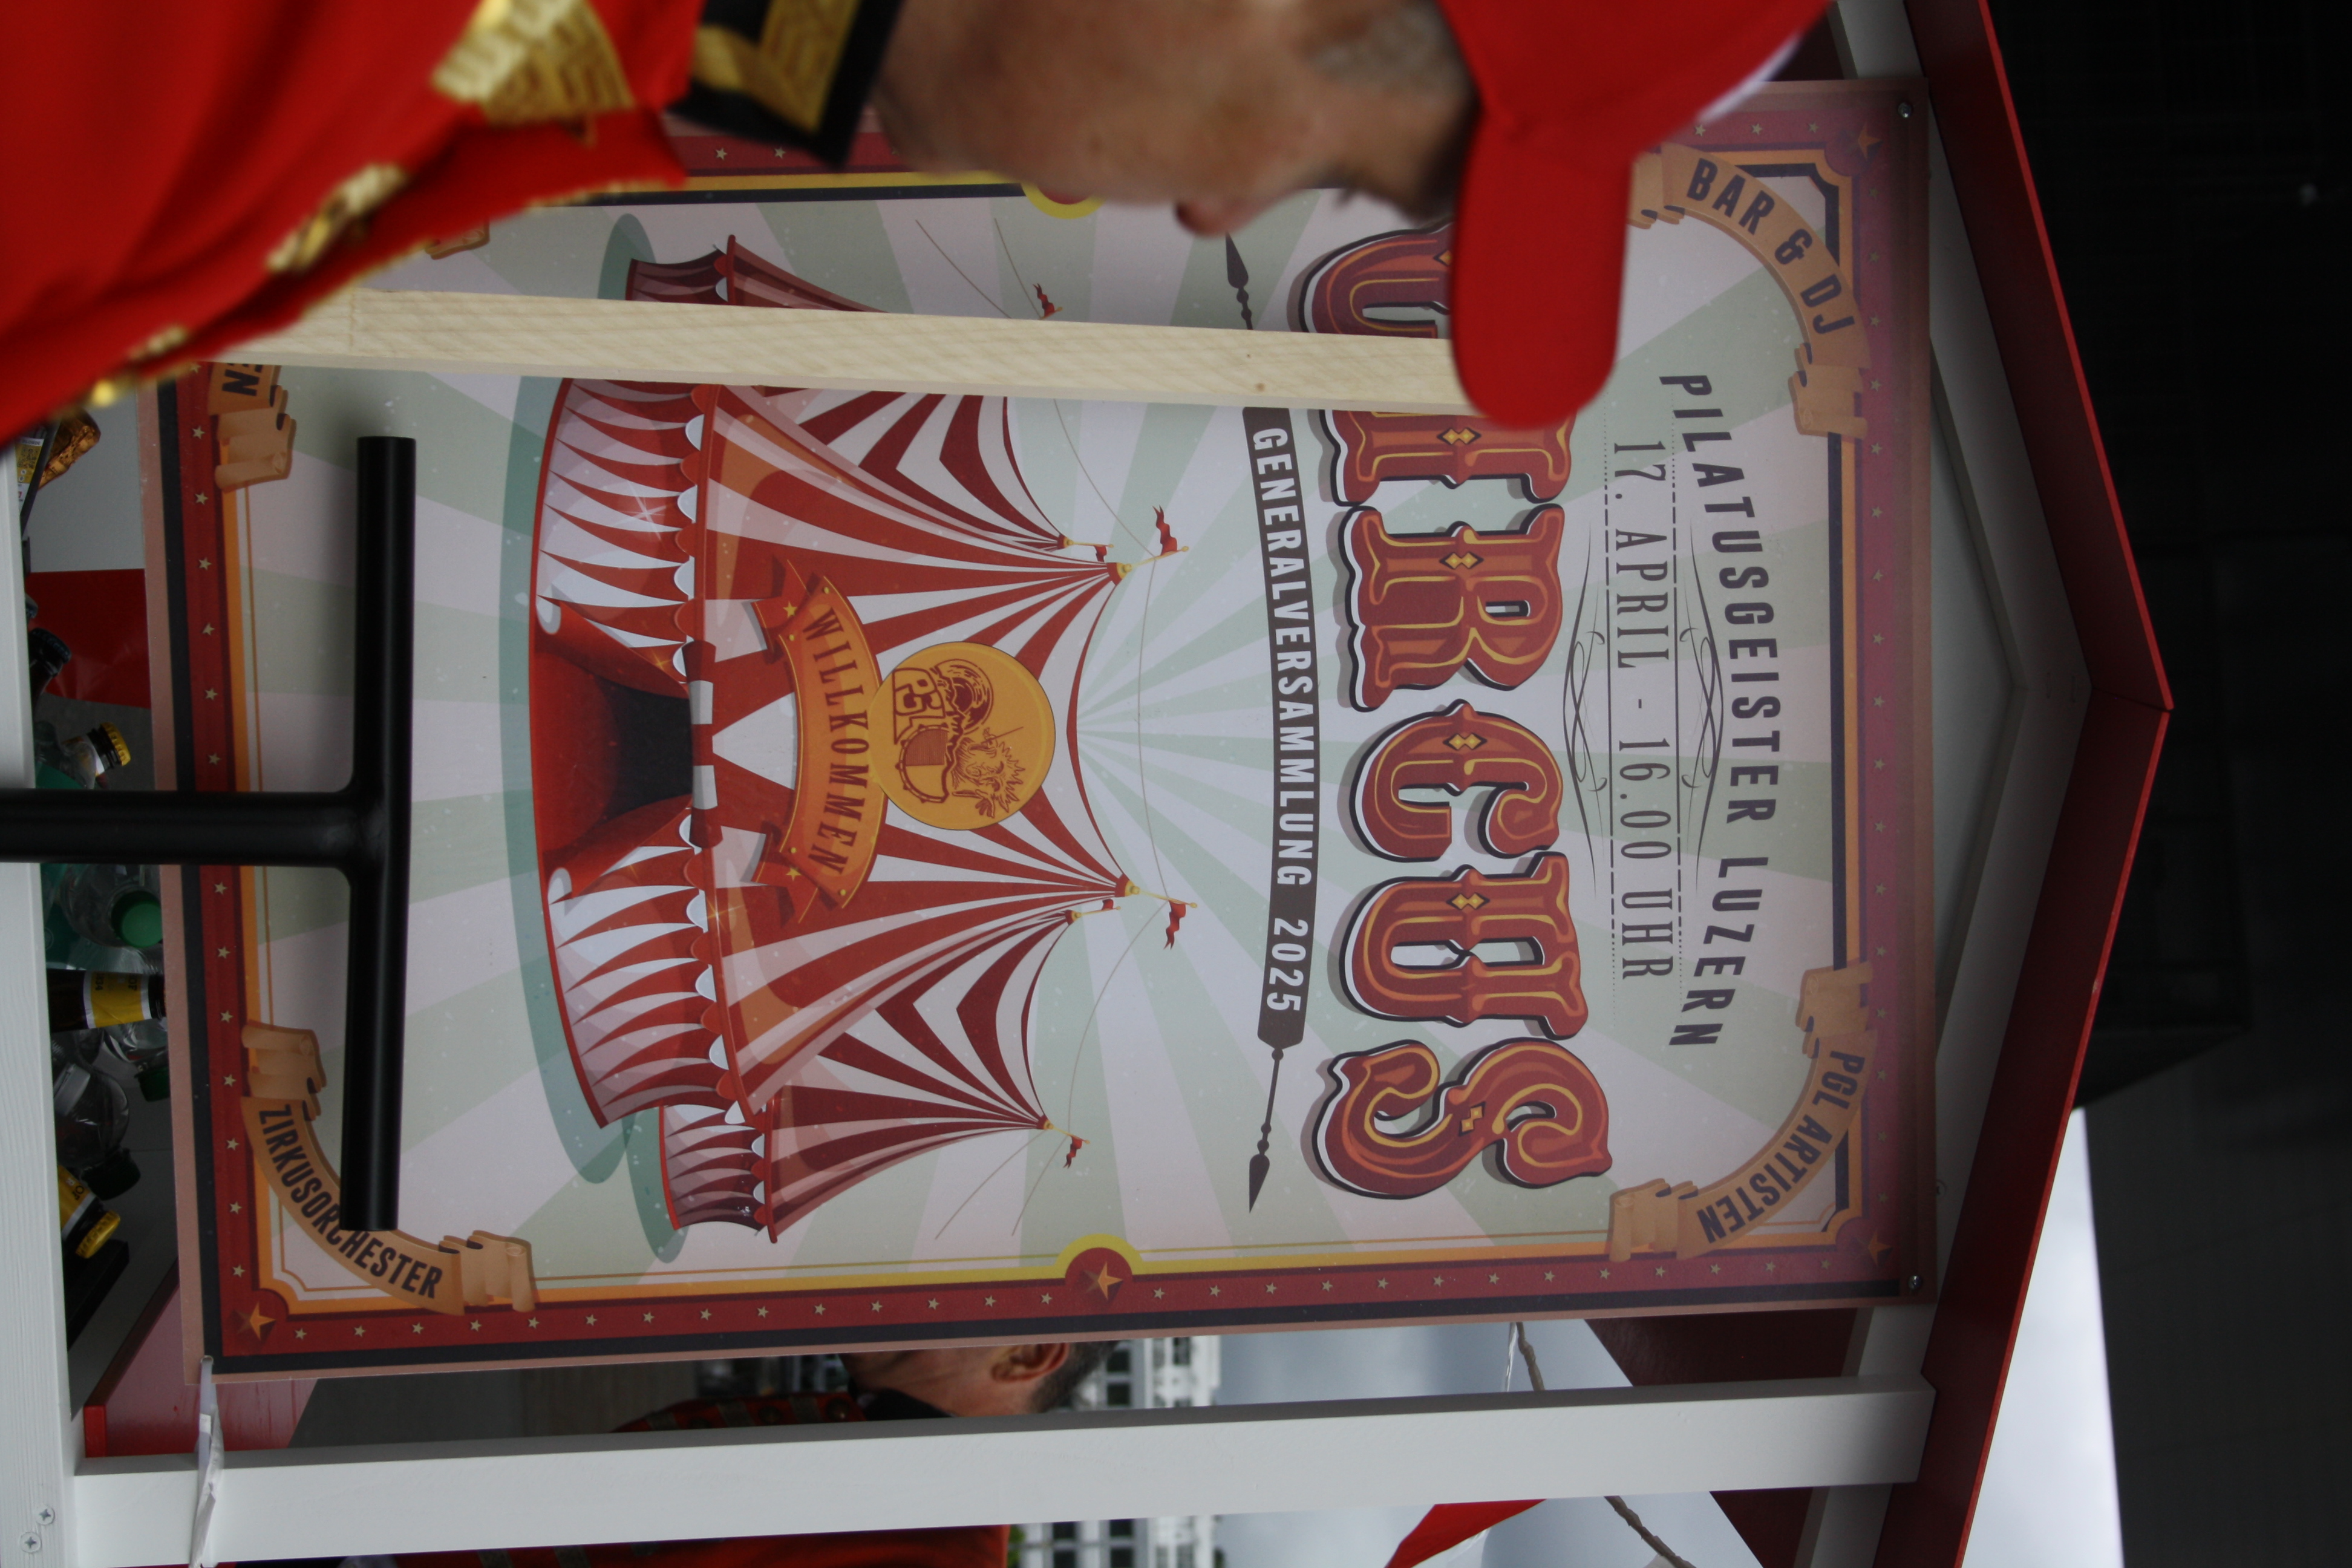 BAR & DJ
PGL ARTISTEN
PILATUSGEISTER LUZERN
17. APRIL - 16.00 UHR
CIRCUS
GENERALVERSAMMLUNG 2025
WILLKOMMEN
ZIRKUSORCHESTER